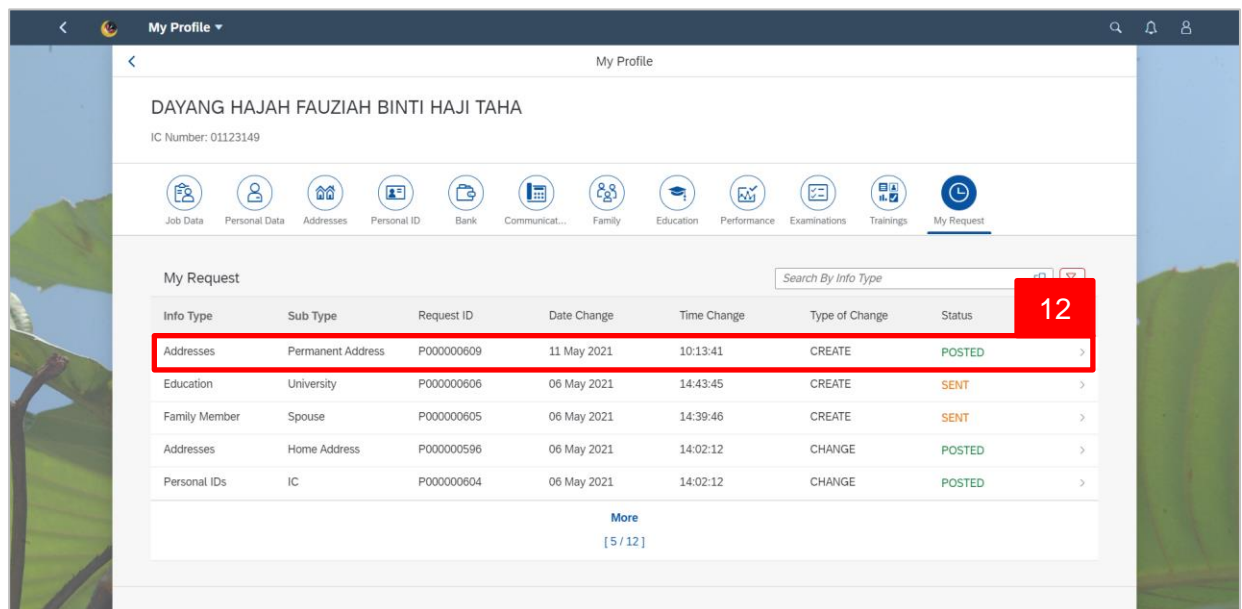 My Profile
My Profile
DAYANG HAJAH FAUZIAH BINTI HAJI TAHA
IC Number: 01123149
Job Data Personal Data Addresses Personal ID Bank Communicat... Family Education Performance Examinations Trainings My Request
My Request Search By Info Type
12
Info Type Sub Type Request ID Date Change Time Change Type of Change Status
Addresses Permanent Address P000000609 11 May 2021 10:13:41 CREATE POSTED
Education University P000000606 06 May 2021 14:43:45 CREATE SENT
Family Member Spouse P000000605 06 May 2021 14:39:46 CREATE SENT
Addresses Home Address P000000596 06 May 2021 14:02:12 CHANGE POSTED
Personal IDs IC P000000604 06 May 2021 14:02:12 CHANGE POSTED
More
[ 5 / 12 ]